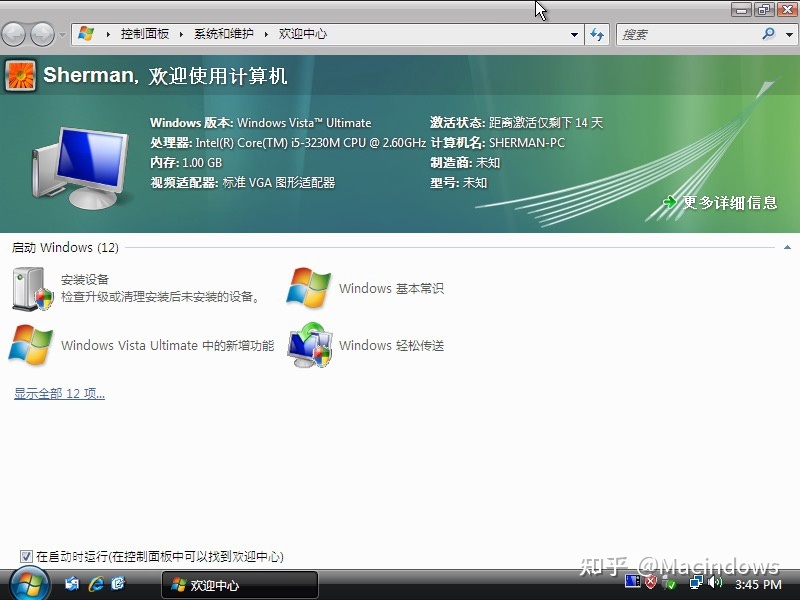 控制面板 ▸ 系统和维护 ▸ 欢迎中心
搜索
Sherman, 欢迎使用计算机
Windows 版本: Windows Vista™ Ultimate
激活状态: 距离激活仅剩下 14 天
处理器: Intel(R) Core(TM) i5-3230M CPU @ 2.60GHz
计算机名: SHERMAN-PC
内存: 1.00 GB
制造商: 未知
视频适配器: 标准 VGA 图形适配器
型号: 未知
更多详细信息
启动 Windows (12)
安装设备
检查升级或清理安装后未安装的设备。
Windows 基本常识
Windows Vista Ultimate 中的新增功能
Windows 轻松传送
显示全部 12 项...
在启动时运行(在控制面板中可以找到欢迎中心)
知乎 @Macindows
欢迎中心
3:45 PM